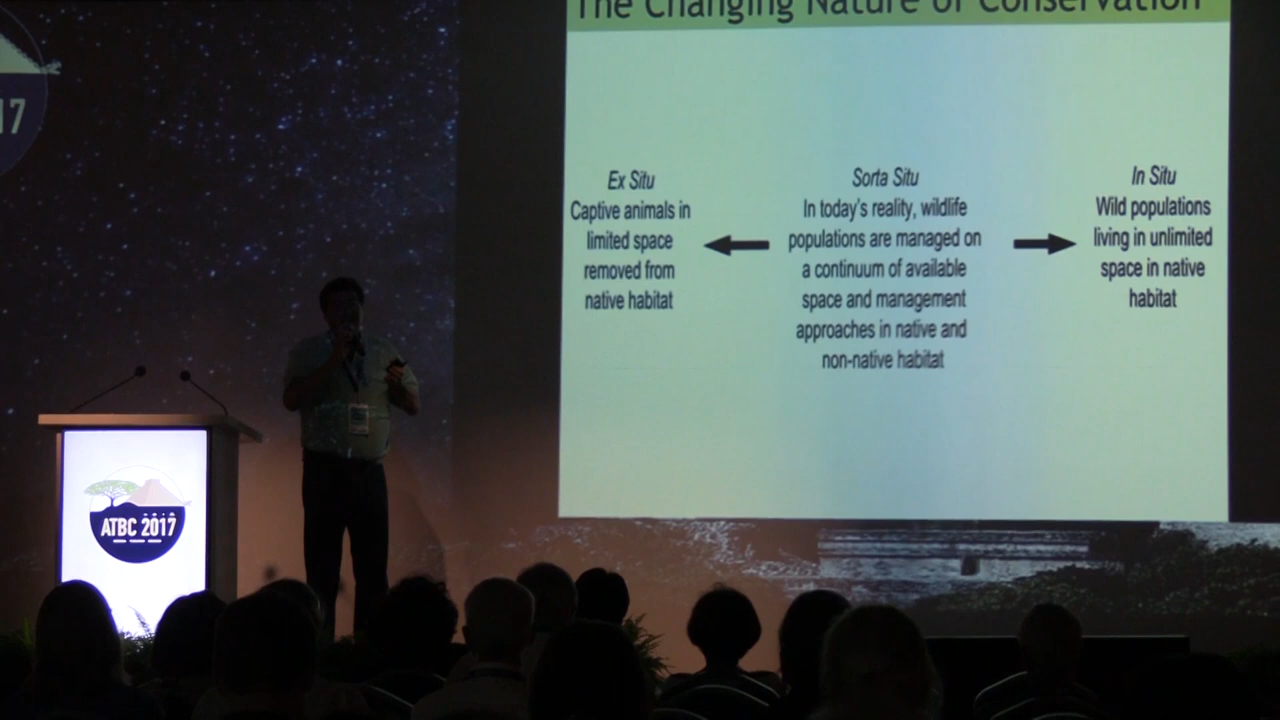 The Changing Nature of Conservation
17
Ex Situ
Captive animals in
limited space
removed from
native habitat
Sorta Situ
In today's reality, wildlife
populations are managed on
a continuum of available
space and management
approaches in native and
non-native habitat
In Situ
Wild populations
living in unlimited
space in native
habitat
ATBC 2017